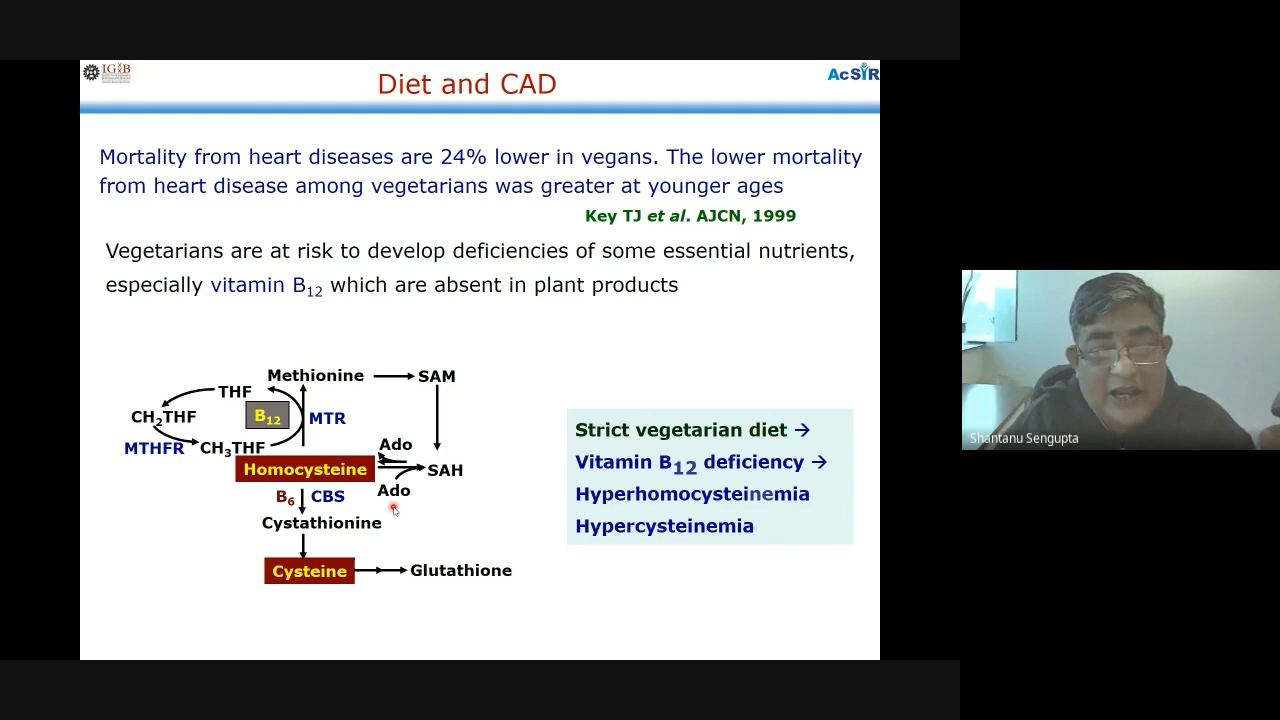 IGIB
AcSIR
Diet and CAD
Mortality from heart diseases are 24% lower in vegans. The lower mortality
from heart disease among vegetarians was greater at younger ages
Key TJ et al. AJCN, 1999
Vegetarians are at risk to develop deficiencies of some essential nutrients,
especially vitamin B12 which are absent in plant products
Methionine
SAM
THF
CH2THF
B12
MTR
MTHFR
CH3THF
Ado
Homocysteine
SAH
B6
CBS
Ado
Cystathionine
Cysteine
Glutathione
Strict vegetarian diet →
Vitamin B12 deficiency →
Hyperhomocysteinemia
Hypercysteinemia
Shantanu Sengupta